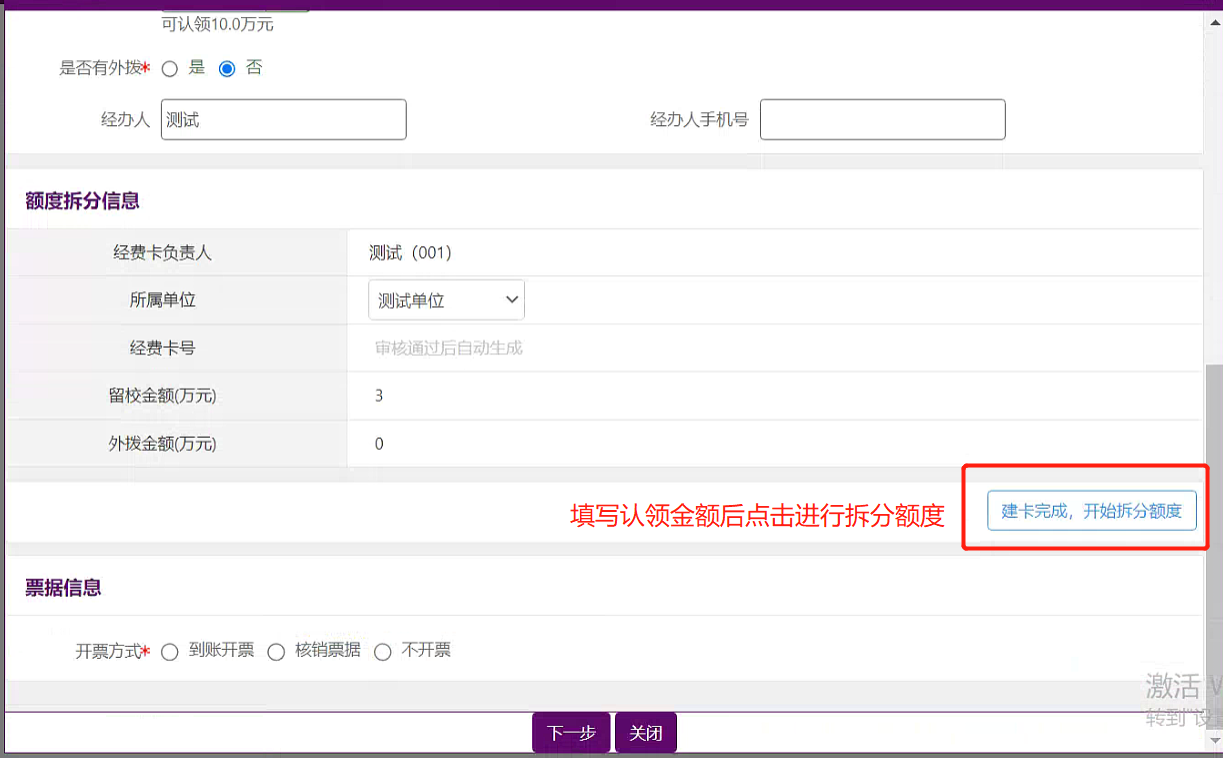 可认领10.0万元
是否有外拨* 是 否
经办人 测试 经办人手机号
额度拆分信息
经费卡负责人 测试（001）
所属单位 测试单位
经费卡号 审核通过后自动生成
留校金额(万元) 3
外拨金额(万元) 0
填写认领金额后点击进行拆分额度 建卡完成，开始拆分额度
票据信息
开票方式* 到账开票 核销票据 不开票
激活
转到"设
下一步 关闭